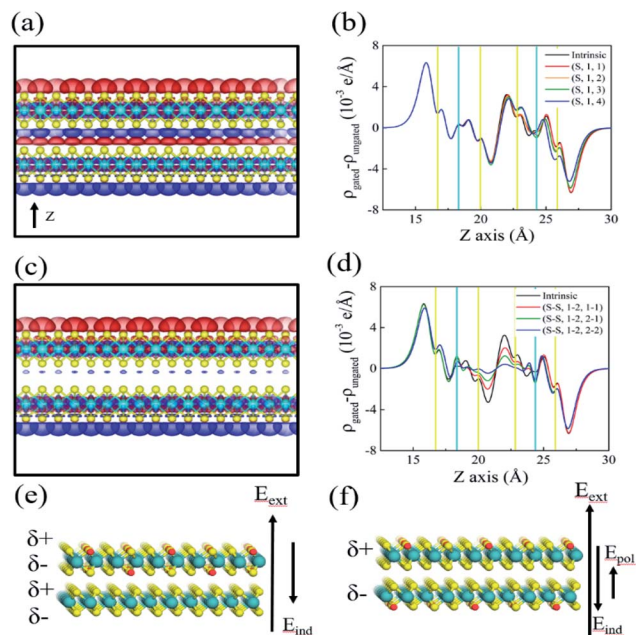 (a)
Z
(b)
ρgated-ρungated (10⁻³ e/Å)
8
4
0
-4
-8
Intrinsic
(S, 1, 1)
(S, 1, 2)
(S, 1, 3)
(S, 1, 4)
15
20
25
30
Z axis (Å)
(c)
(d)
ρgated-ρungated (10⁻³ e/Å)
8
4
0
-4
-8
Intrinsic
(S-S, 1-2, 1-1)
(S-S, 1-2, 2-1)
(S-S, 1-2, 2-2)
15
20
25
30
Z axis (Å)
(e)
Eext
δ+
δ-
δ+
δ-
Eind
(f)
Eext
δ+
Epol
δ-
Eind